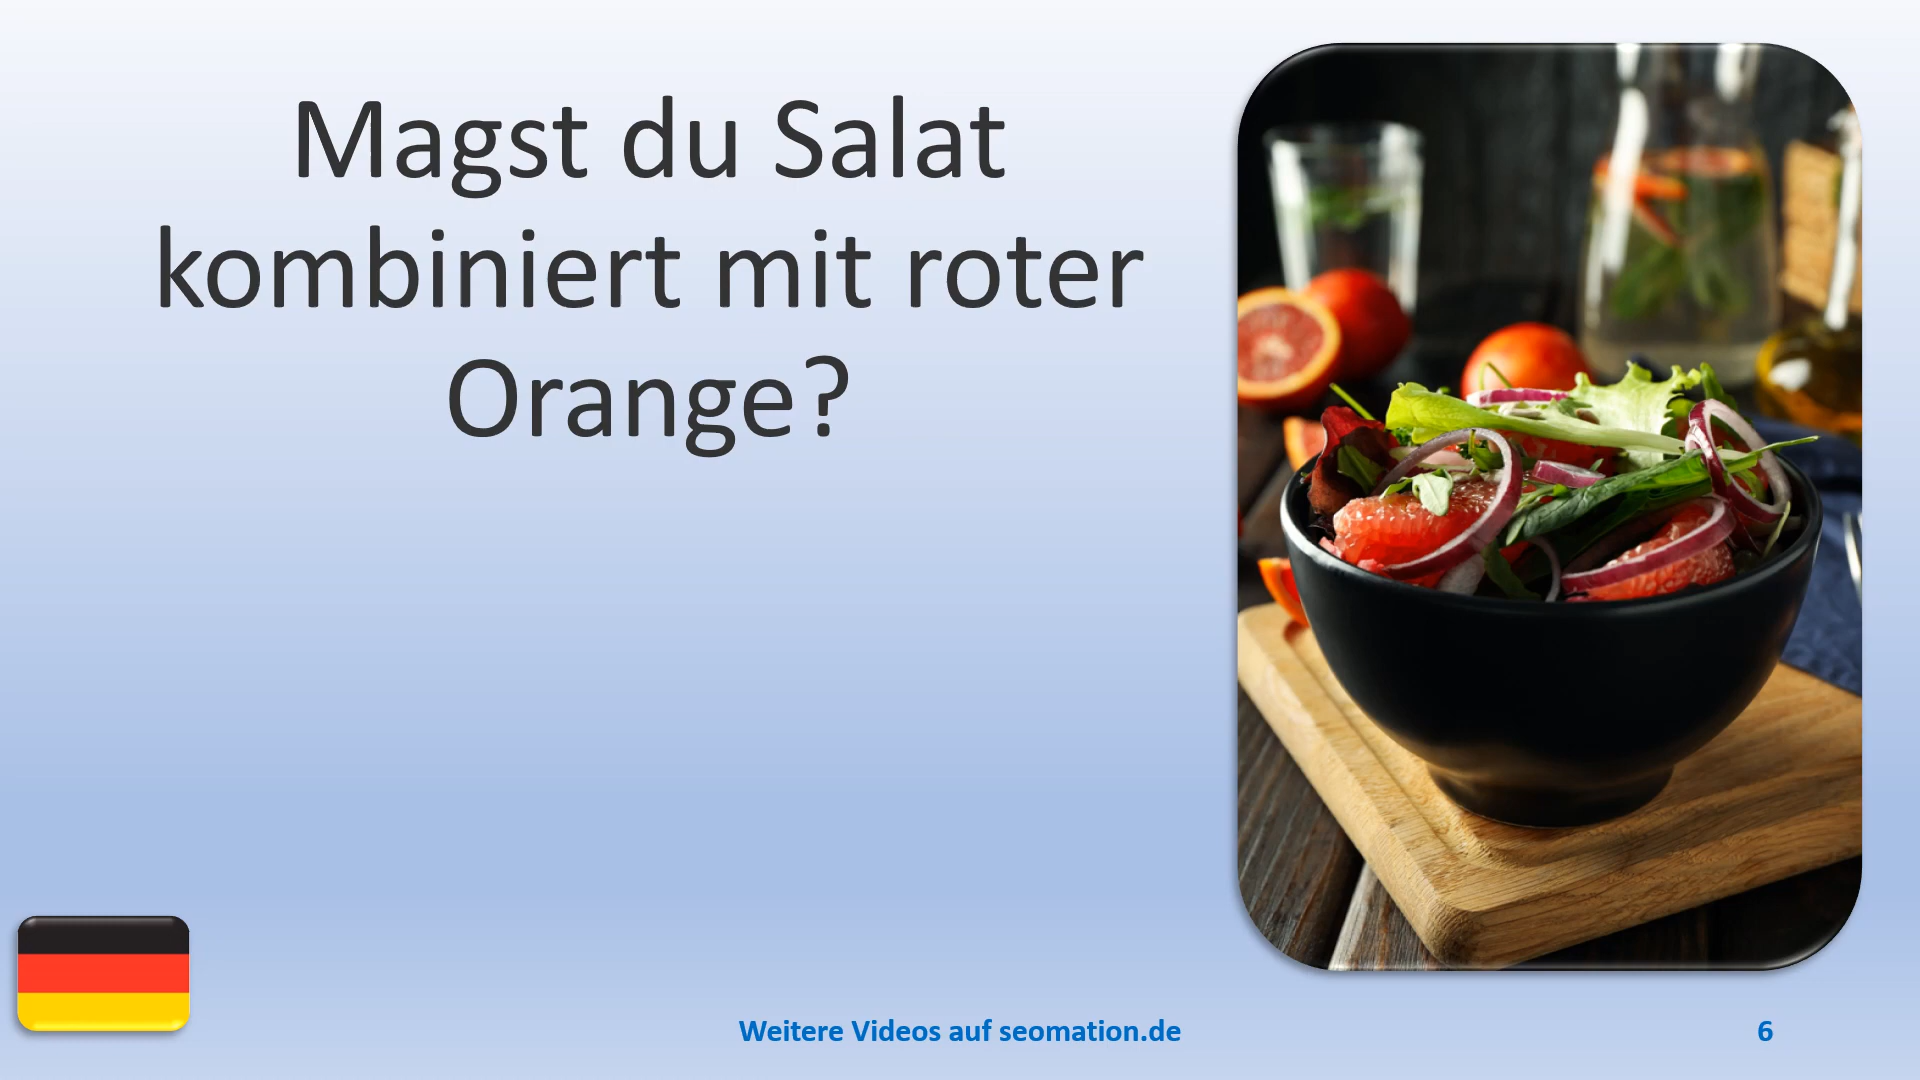 Magst du Salat
kombiniert mit roter
Orange?
Weitere Videos auf seomation.de
6